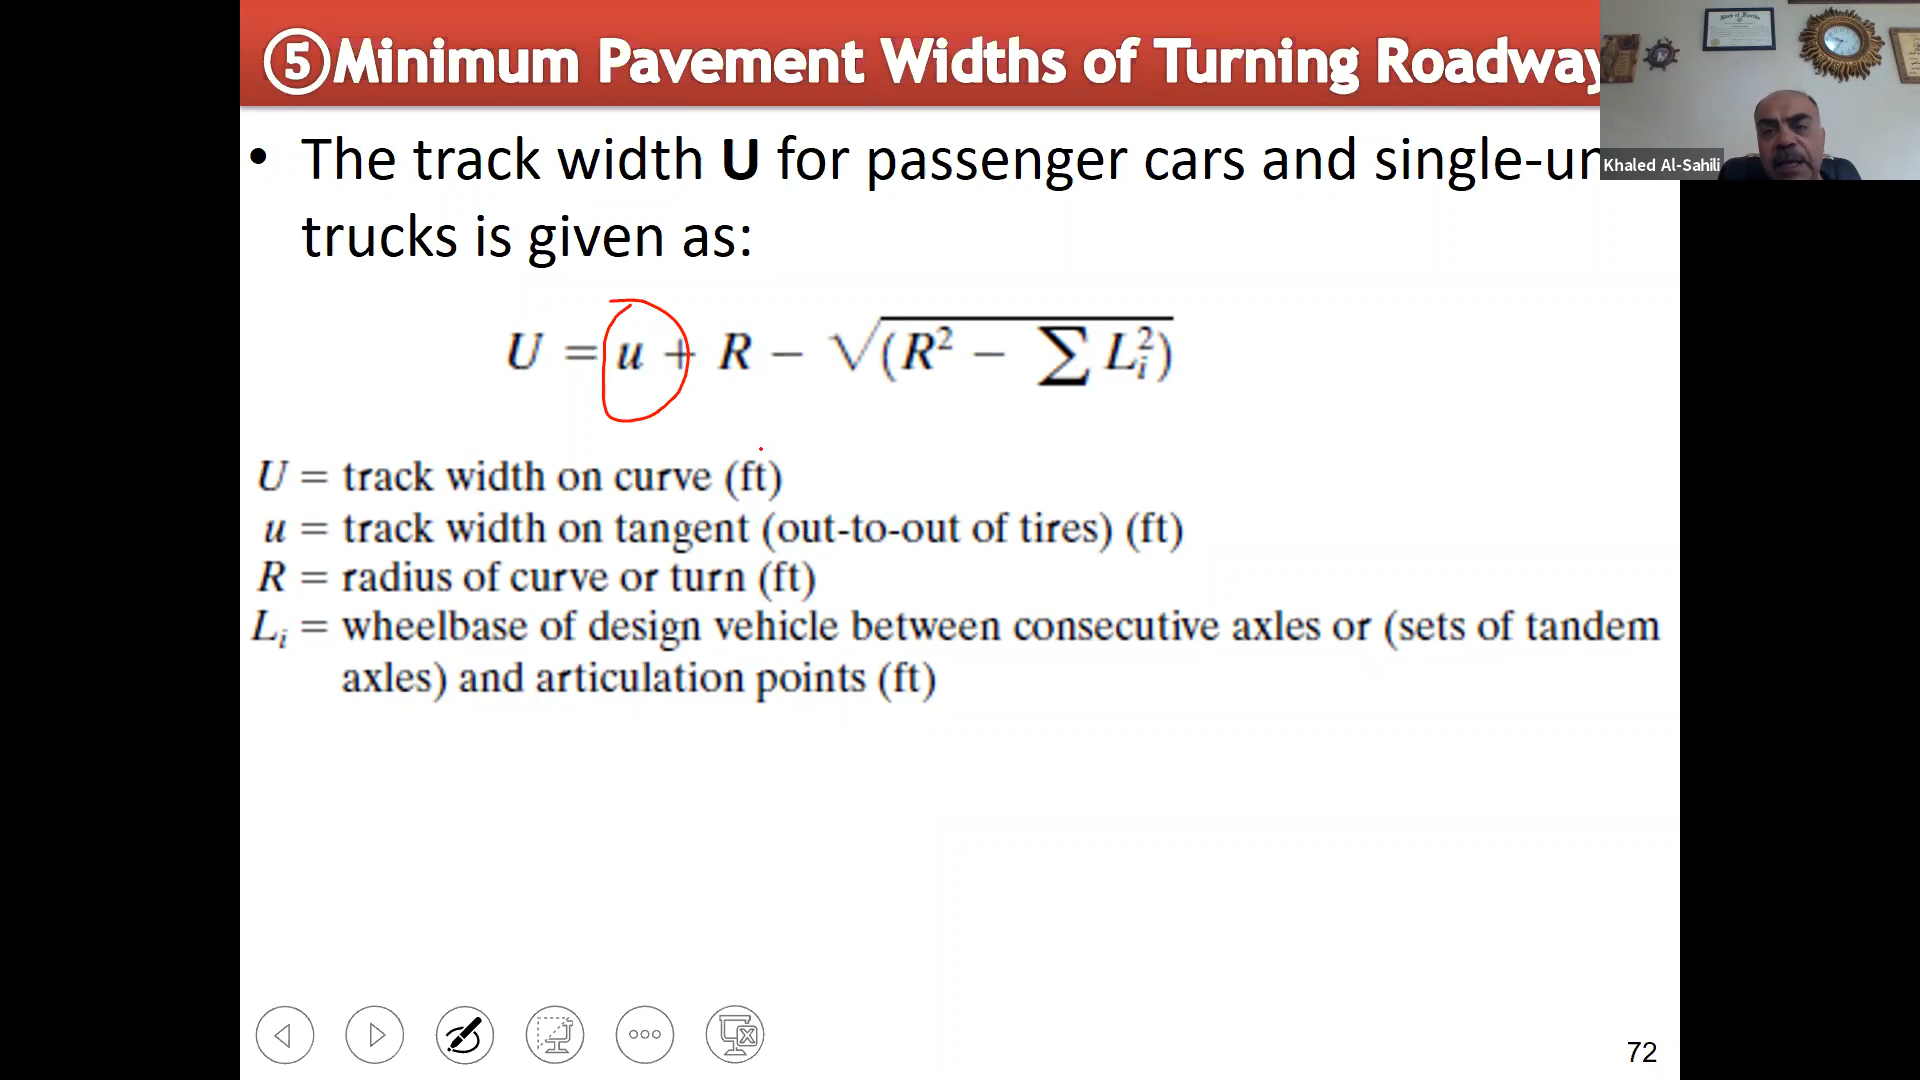 ⑤Minimum Pavement Widths of Turning Roadway
• The track width U for passenger cars and single-un
trucks is given as:
U = u + R − √(R² − ∑ Lᵢ²)
U = track width on curve (ft)
u = track width on tangent (out-to-out of tires) (ft)
R = radius of curve or turn (ft)
Lᵢ = wheelbase of design vehicle between consecutive axles or (sets of tandem
axles) and articulation points (ft)
72
Khaled Al-Sahili